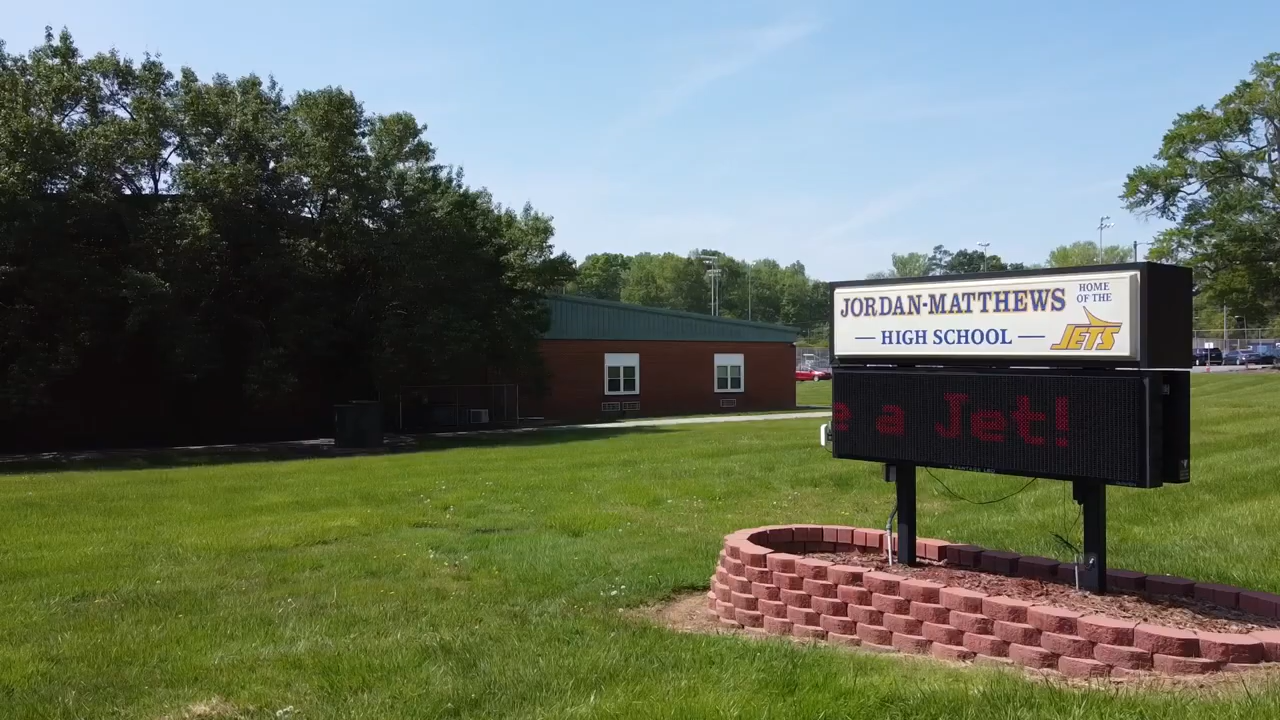 JORDAN-MATTHEWS
HOME
OF THE
HIGH SCHOOL
JETS
e a Jet!